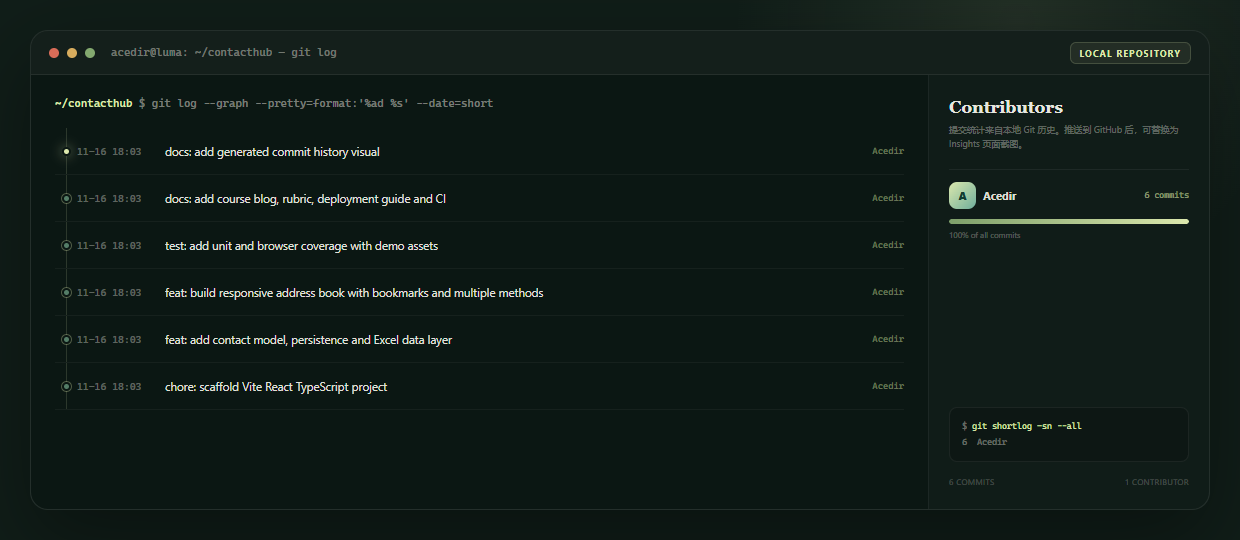 acedir@luma: ~/contacthub — git log
LOCAL REPOSITORY
~/contacthub $ git log --graph --pretty=format:'%ad %s' --date=short
11-16 18:03 docs: add generated commit history visual Acedir
11-16 18:03 docs: add course blog, rubric, deployment guide and CI Acedir
11-16 18:03 test: add unit and browser coverage with demo assets Acedir
11-16 18:03 feat: build responsive address book with bookmarks and multiple methods Acedir
11-16 18:03 feat: add contact model, persistence and Excel data layer Acedir
11-16 18:03 chore: scaffold Vite React TypeScript project Acedir
Contributors
提交统计来自本地 Git 历史。推送到 GitHub 后，可替换为
Insights 页面截图。
A Acedir 6 commits
100% of all commits
$ git shortlog -sn --all
6 Acedir
6 COMMITS 1 CONTRIBUTOR